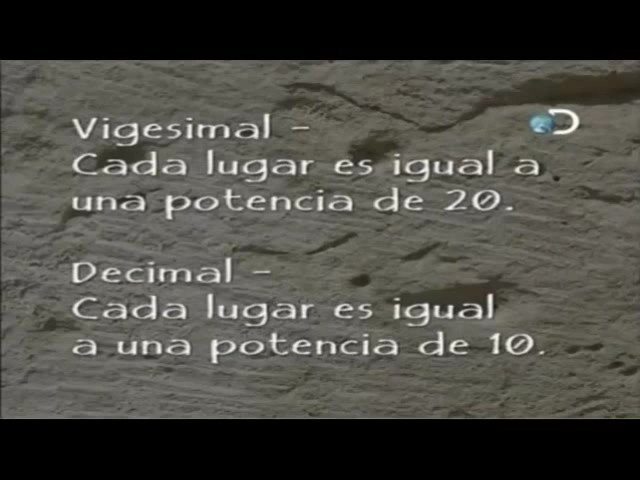 Vigesimal -
Cada lugar es igual a
una potencia de 20.
Decimal -
Cada lugar es igual
a una potencia de 10.